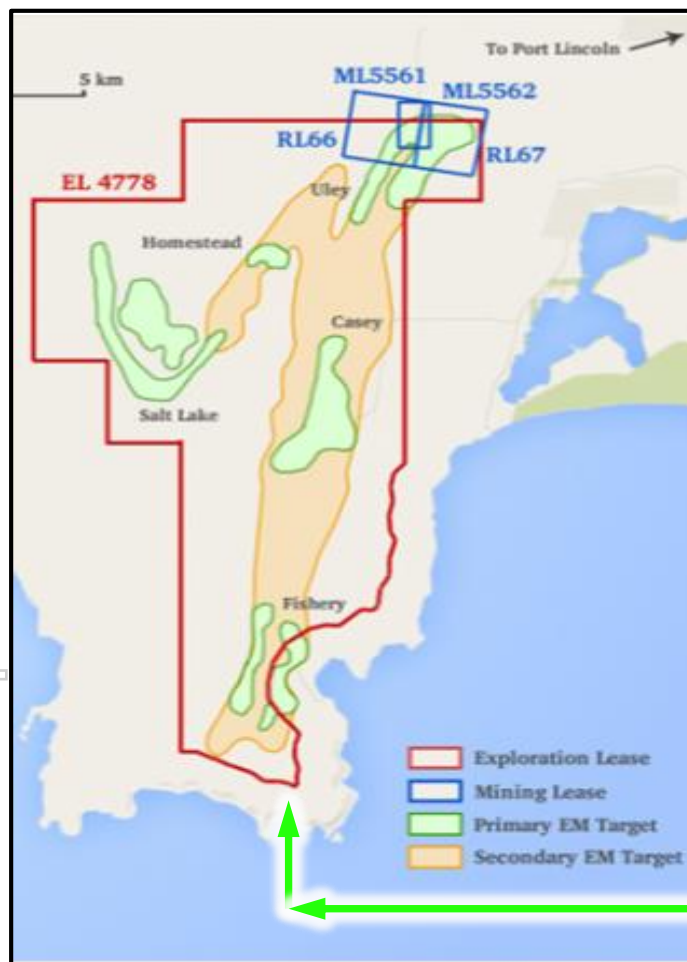 To Port Lincoln
5 km
ML5561
ML5562
RL66
RL67
EL 4778
Uley
Homestead
Casey
Salt Lake
Fishery
Exploration Lease
Mining Lease
Primary EM Target
Secondary EM Target